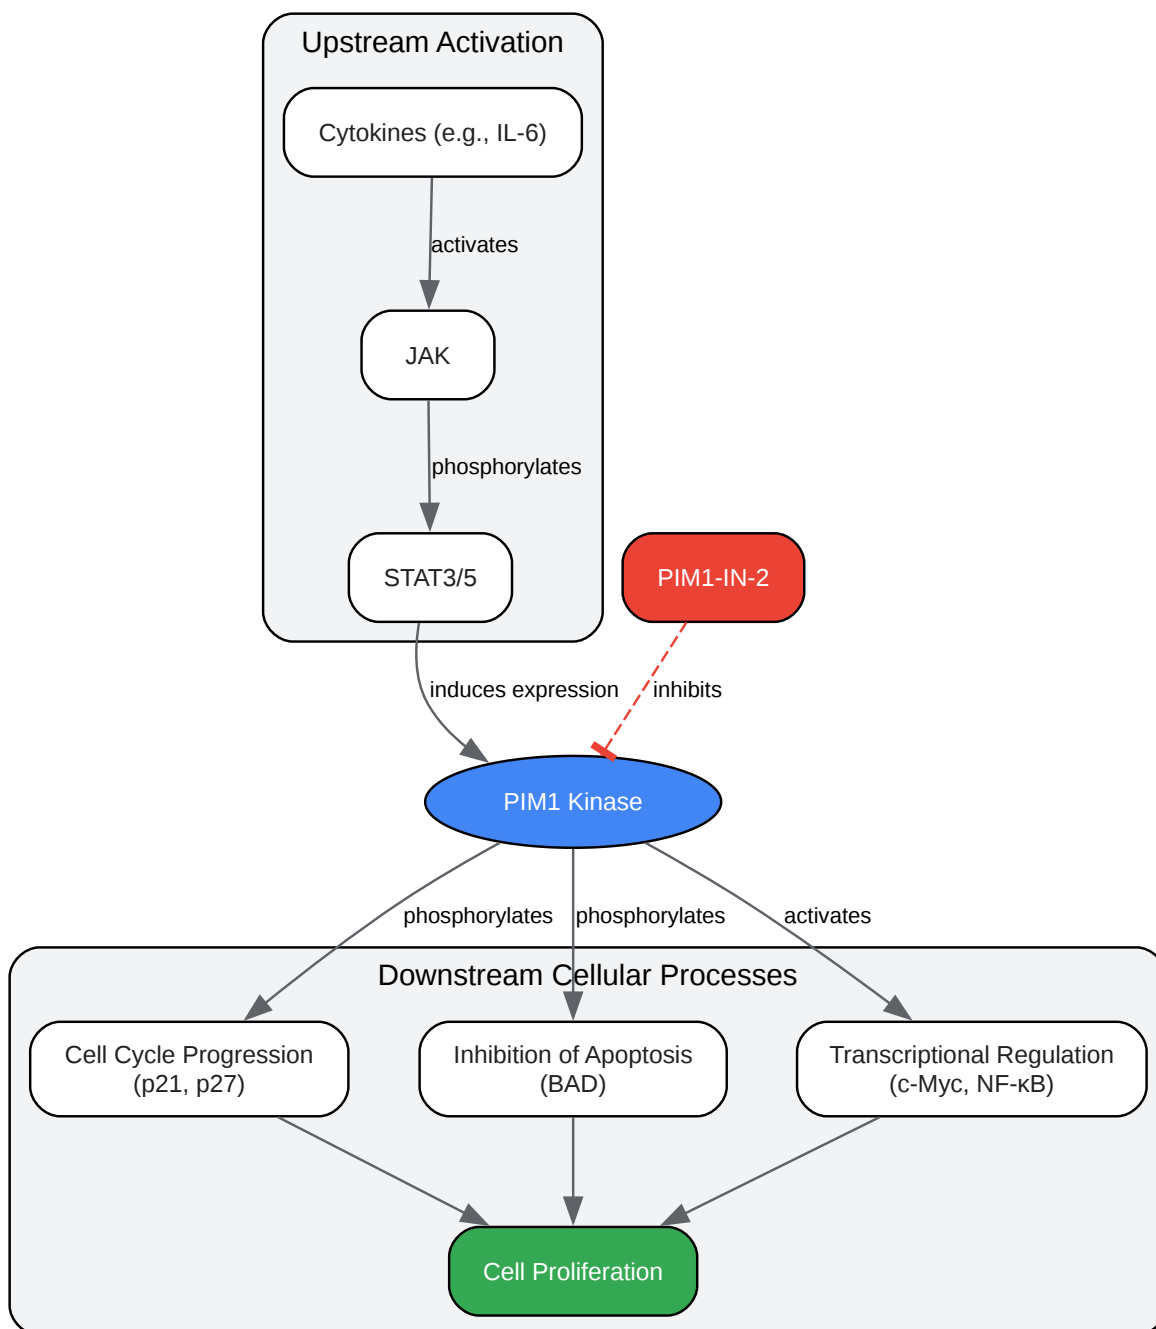 Upstream Activation
Cytokines (e.g., IL-6)
activates
JAK
phosphorylates
STAT3/5
PIM1-IN-2
induces expression
inhibits
PIM1 Kinase
phosphorylates
phosphorylates
activates
Downstream Cellular Processes
Cell Cycle Progression
(p21, p27)
Inhibition of Apoptosis
(BAD)
Transcriptional Regulation
(c-Myc, NF-κB)
Cell Proliferation